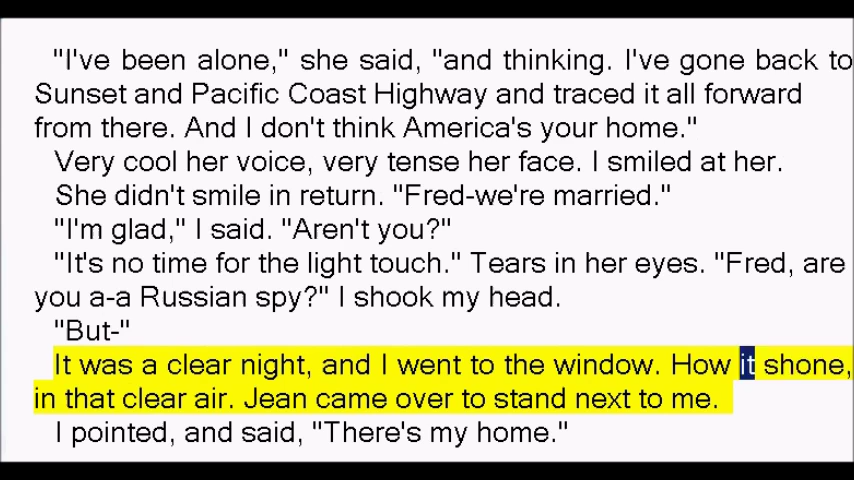 "I've been alone," she said, "and thinking. I've gone back to
Sunset and Pacific Coast Highway and traced it all forward
from there. And I don't think America's your home."
Very cool her voice, very tense her face. I smiled at her.
She didn't smile in return. "Fred-we're married."
"I'm glad," I said. "Aren't you?"
"It's no time for the light touch." Tears in her eyes. "Fred, are
you a-a Russian spy?" I shook my head.
"But-"
It was a clear night, and I went to the window. How it shone,
in that clear air. Jean came over to stand next to me.
I pointed, and said, "There's my home."